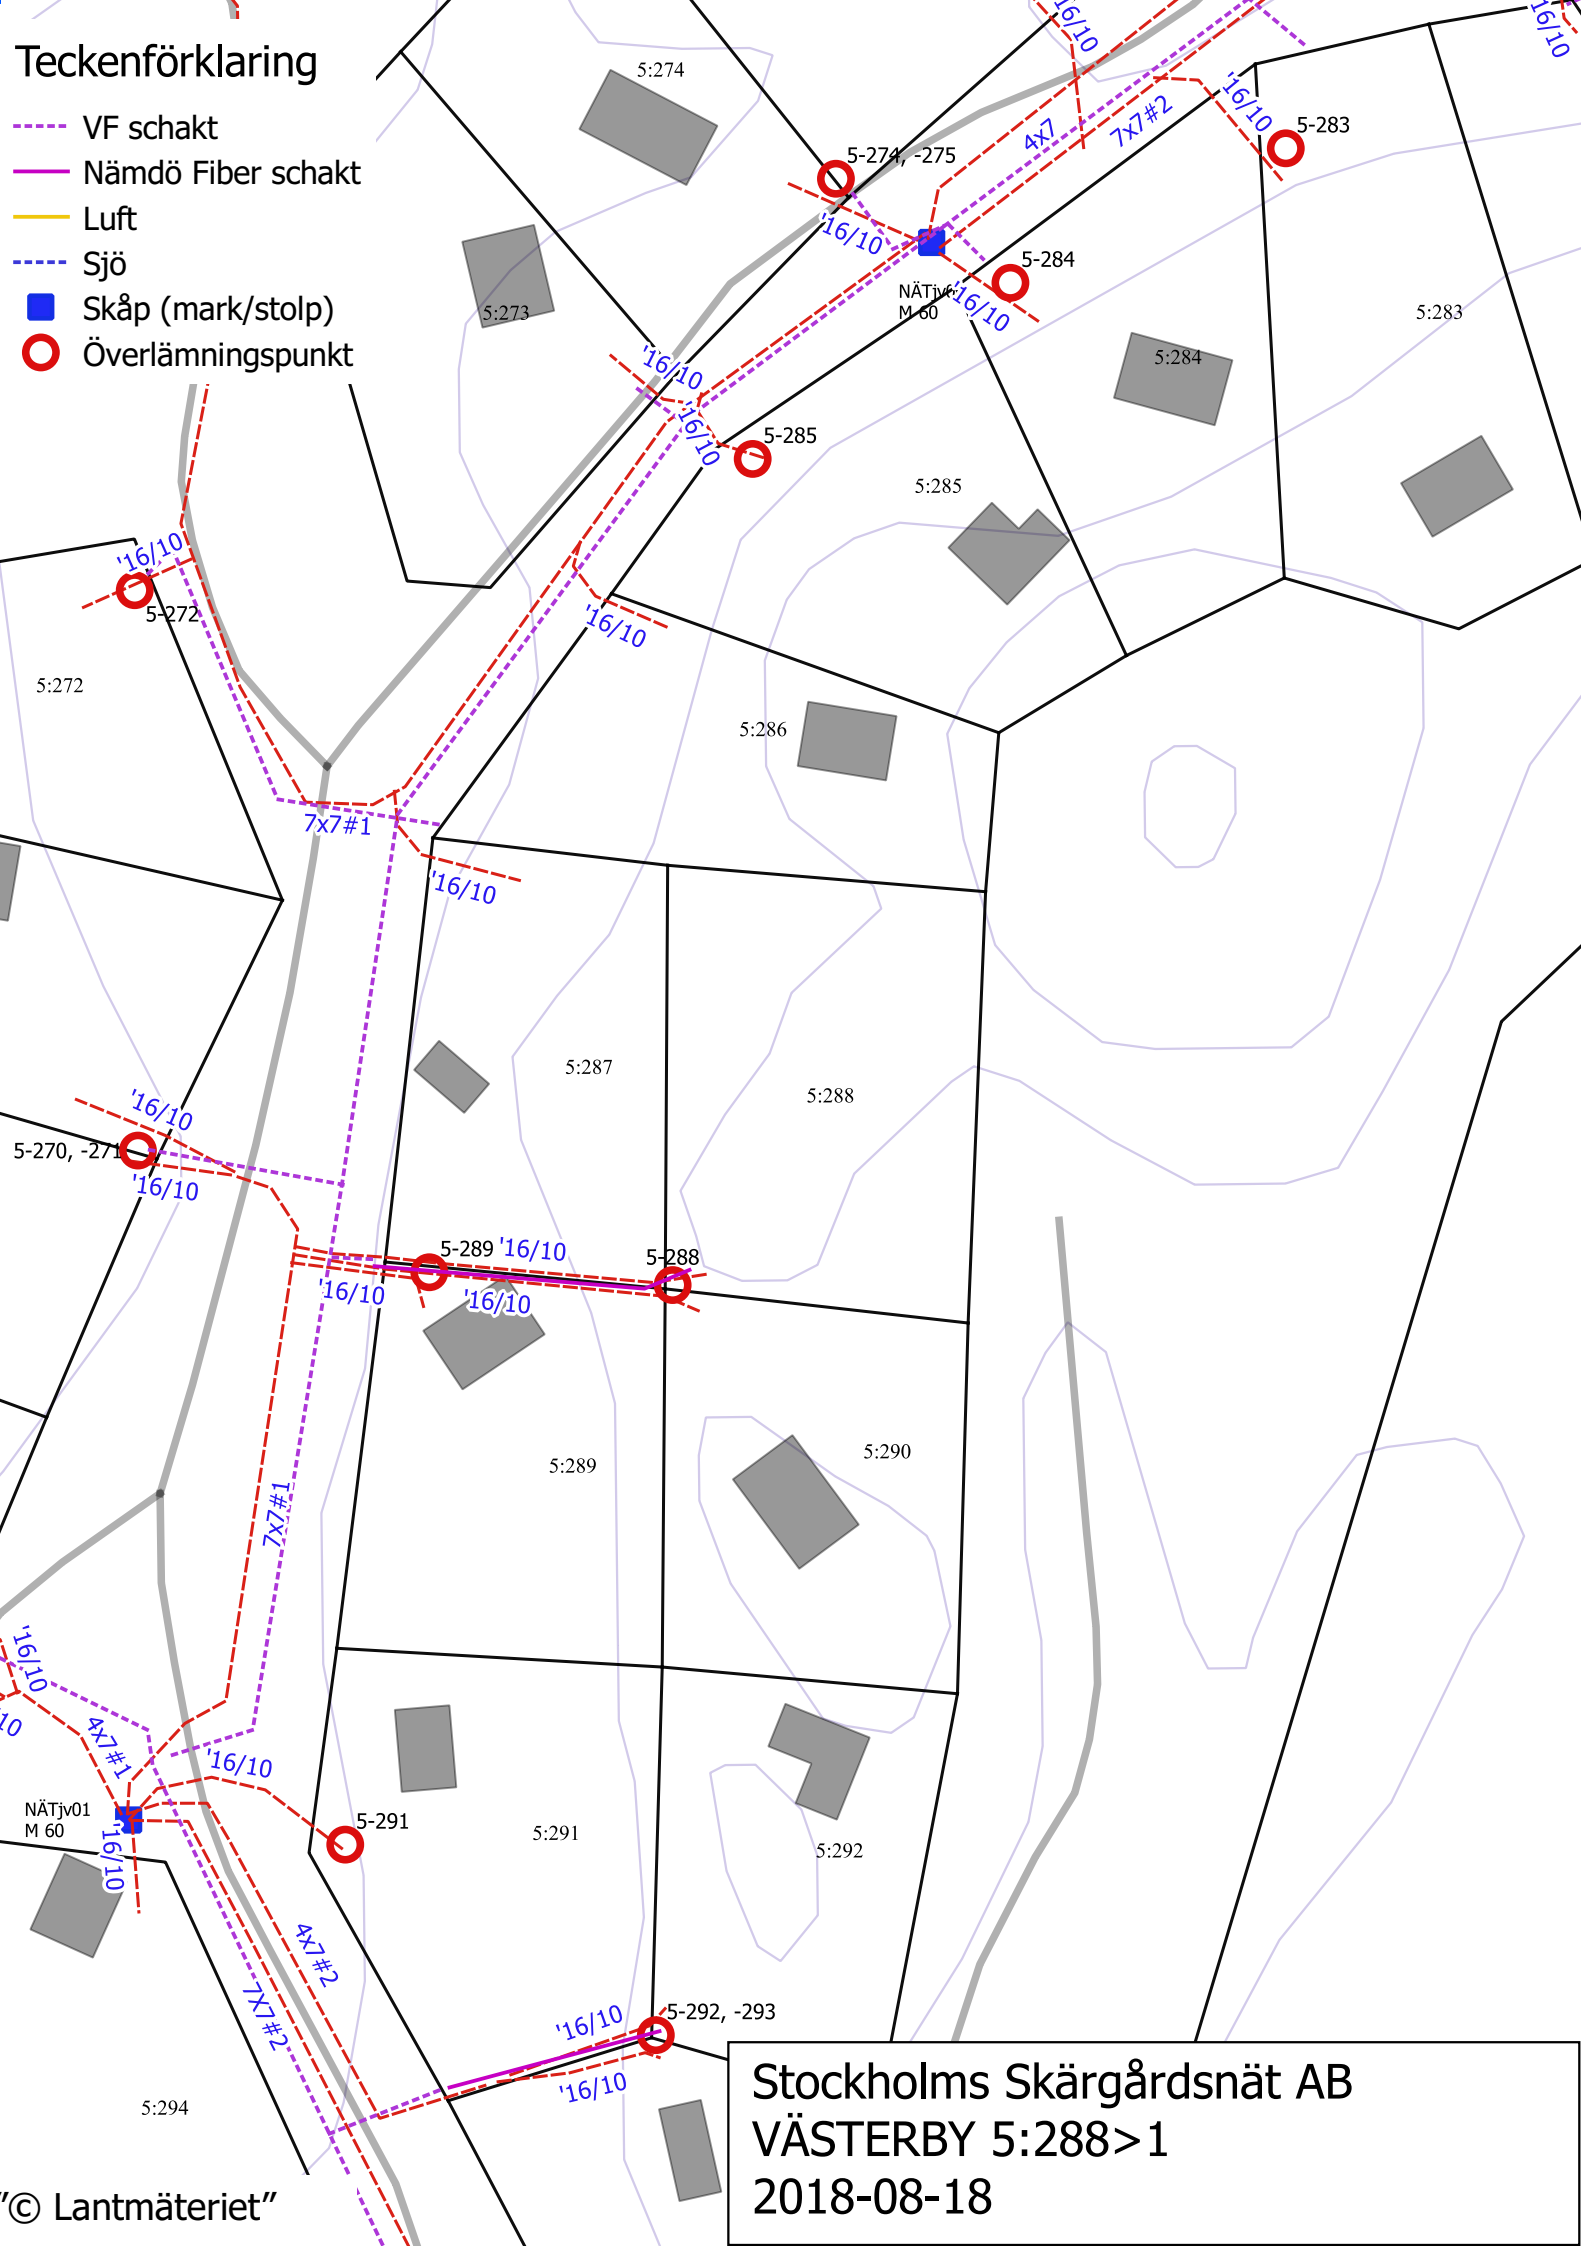 Teckenförklaring
VF schakt
Nämdö Fiber schakt
Luft
Sjö
Skåp (mark/stolp)
Överlämningspunkt
5:274
'16/10
'16/10
4x7
7x7#2
'16/10
5-283
5-274, -275
'16/10
5-284
5:273
M 60
'16/10
5:283
5:284
'16/10
'16/10
5-285
5:285
'16/10
5-272
'16/10
5:272
5:286
7x7#1
'16/10
5:287
5:288
'16/10
5-270, -271
'16/10
5-289
'16/10
5-288
'16/10
'16/10
5:289
5:290
7x7#1
'16/10
4x7#1
'16/10
NÄTjv01
M 60
'16/10
5-291
5:291
5:292
4x7#2
7X7#2
5-292, -293
'16/10
'16/10
5:294
"© Lantmäteriet"
Stockholms Skärgårdsnät AB
VÄSTERBY 5:288>1
2018-08-18